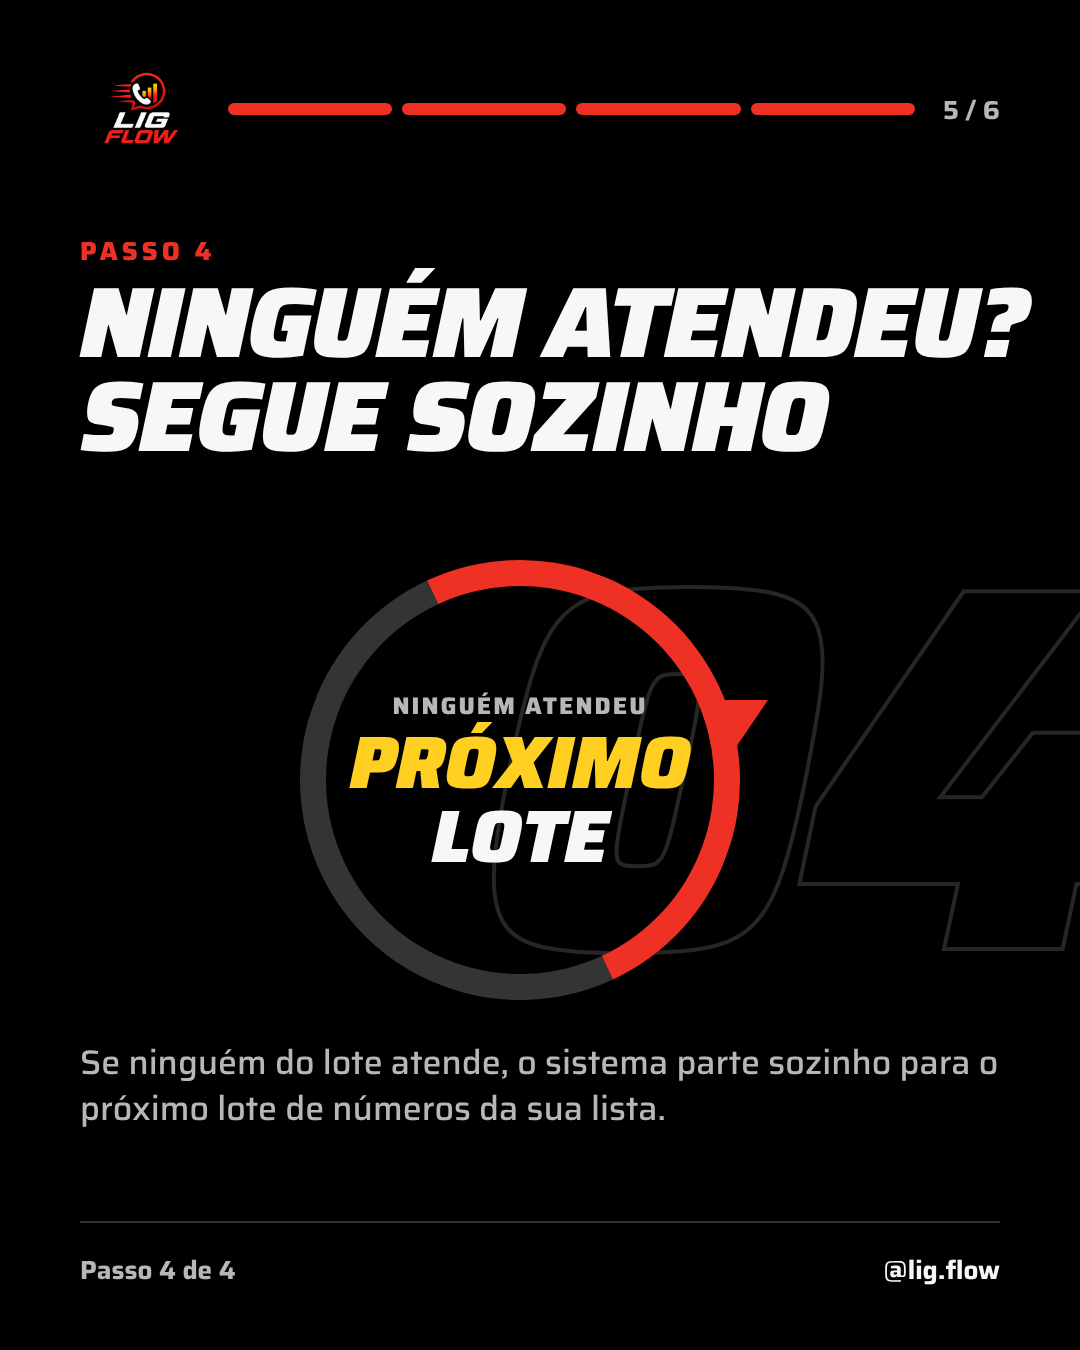 LIG
FLOW
5 / 6
PASSO 4
NINGUÉM ATENDEU?
SEGUE SOZINHO
04
NINGUÉM ATENDEU
PRÓXIMO
LOTE
Se ninguém do lote atende, o sistema parte sozinho para o
próximo lote de números da sua lista.
Passo 4 de 4
@lig.flow